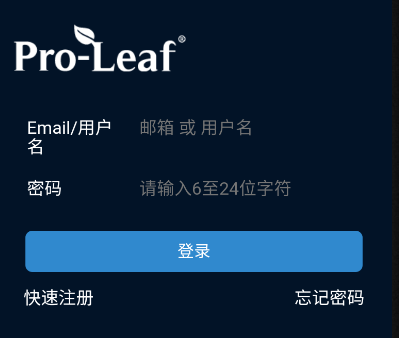 Pro-Leaf®
Email/用户 邮箱 或 用户名
名
密码 请输入6至24位字符
登录
快速注册 忘记密码